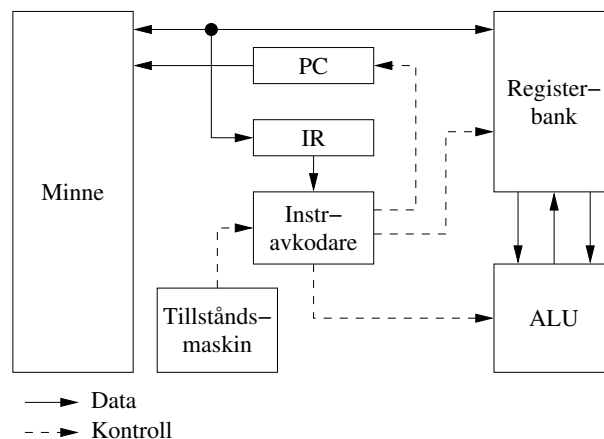 PC
Register–
bank
IR
Minne
Instr–
avkodare
Tillstånds–
maskin
ALU
Data
Kontroll